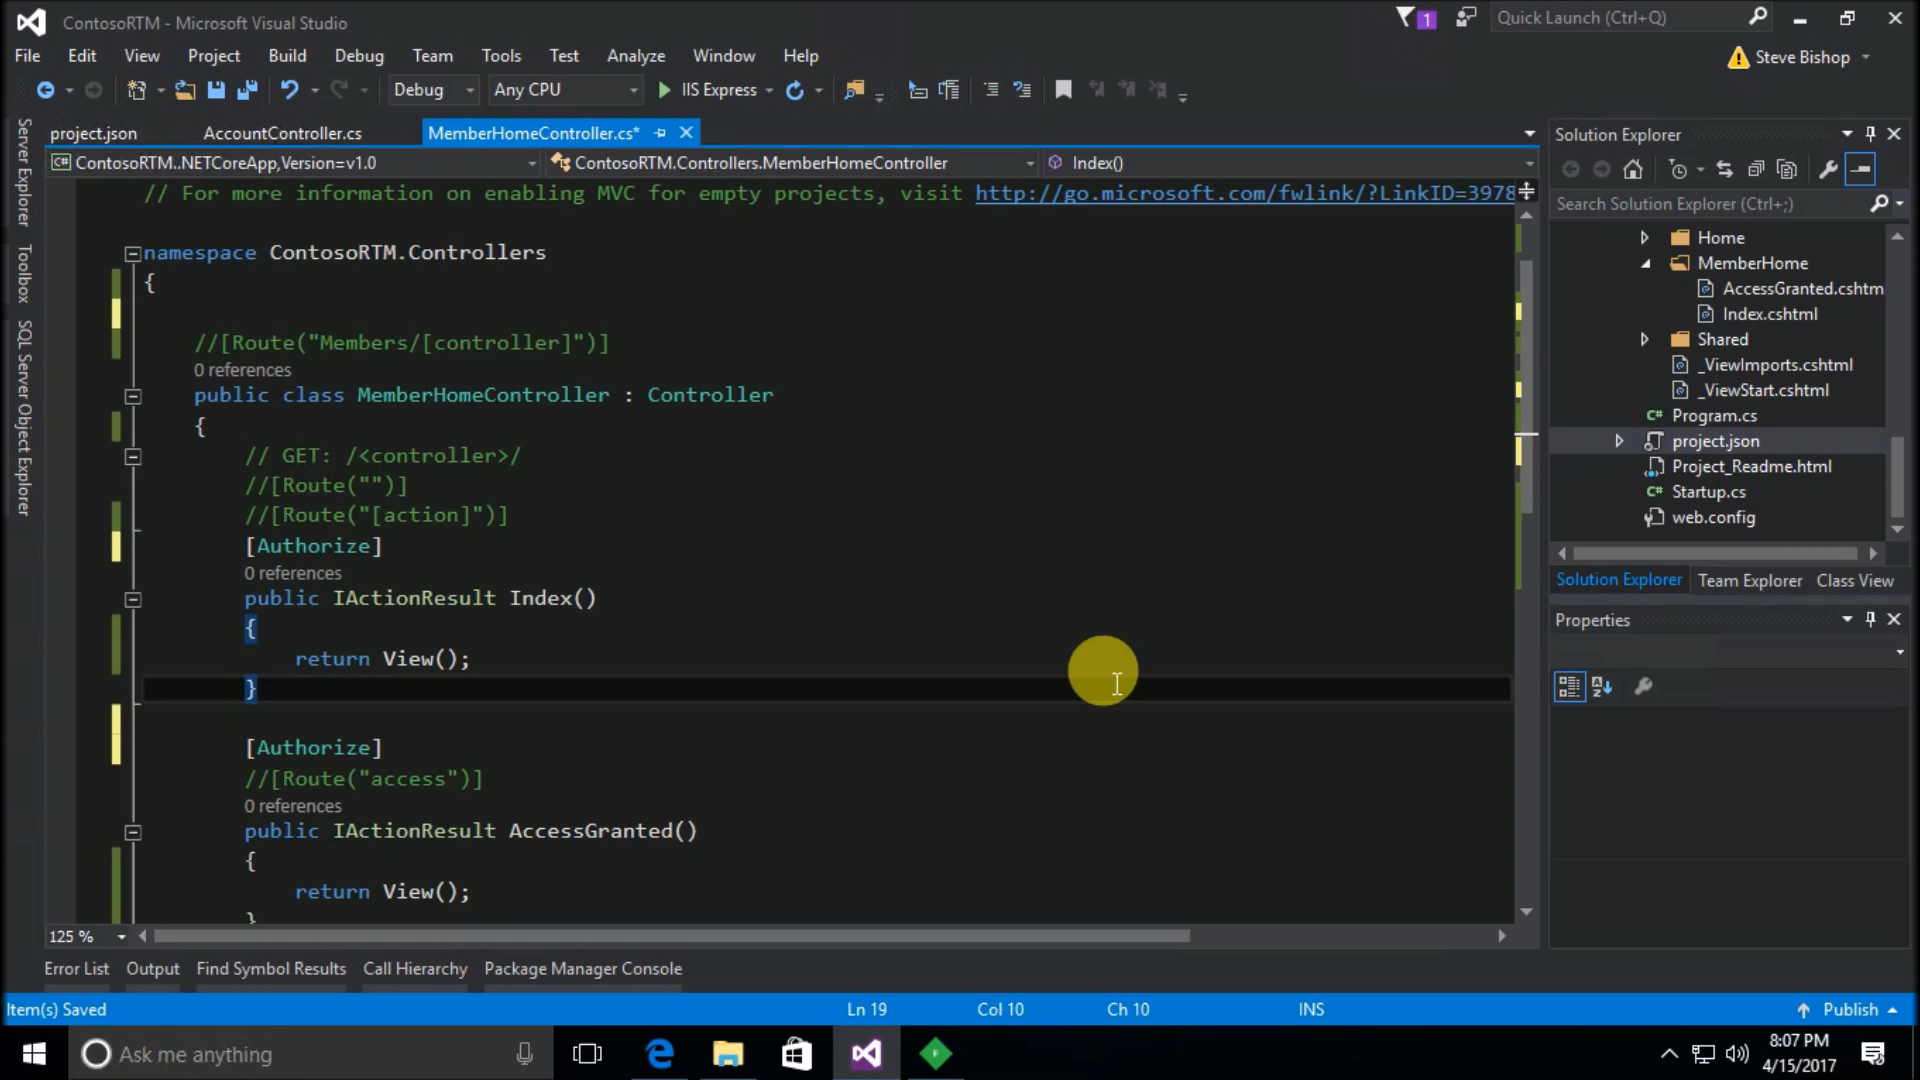 ContosoRTM - Microsoft Visual Studio
1
Quick Launch (Ctrl+Q)
File Edit View Project Build Debug Team Tools Test Analyze Window Help
Steve Bishop
Debug Any CPU IIS Express
Server Explorer
Toolbox
SQL Server Object Explorer
project.json AccountController.cs MemberHomeController.cs*
ContosoRTM..NETCoreApp,Version=v1.0 ContosoRTM.Controllers.MemberHomeController Index()
// For more information on enabling MVC for empty projects, visit http://go.microsoft.com/fwlink/?LinkID=3978
namespace ContosoRTM.Controllers
{
//[Route("Members/[controller]")]
0 references
public class MemberHomeController : Controller
{
// GET: /<controller>/
//[Route("")]
//[Route("[action]")]
[Authorize]
0 references
public IActionResult Index()
{
return View();
}
[Authorize]
//[Route("access")]
0 references
public IActionResult AccessGranted()
{
return View();
}
125 %
Solution Explorer
Search Solution Explorer (Ctrl+;)
Home
MemberHome
AccessGranted.cshtm
Index.cshtml
Shared
_ViewImports.cshtml
_ViewStart.cshtml
Program.cs
project.json
Project_Readme.html
Startup.cs
web.config
Solution Explorer Team Explorer Class View
Properties
Error List Output Find Symbol Results Call Hierarchy Package Manager Console
Item(s) Saved Ln 19 Col 10 Ch 10 INS Publish
Ask me anything
8:07 PM
4/15/2017